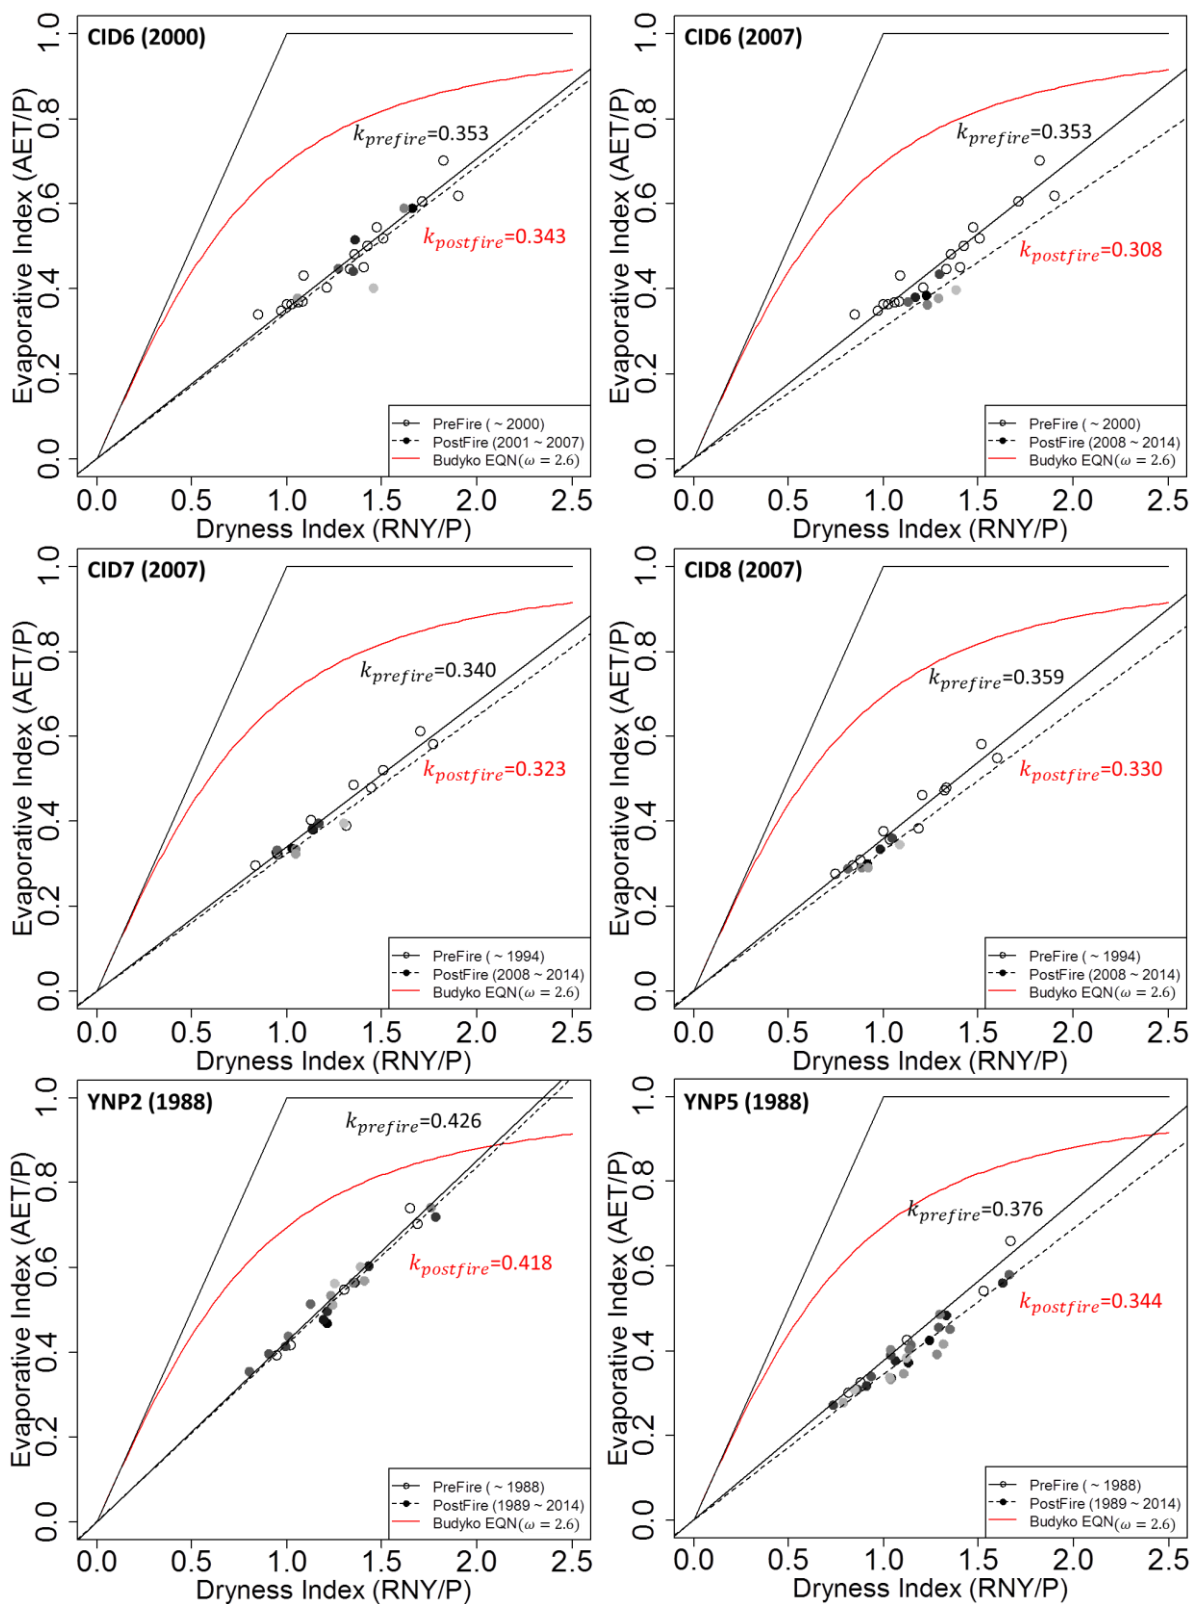 CID6 (2000)
Evaporative Index (AET/P)
0.0 0.2 0.4 0.6 0.8 1.0
k_prefire=0.353
k_postfire=0.343
PreFire ( ~ 2000)
PostFire (2001 ~ 2007)
Budyko EQN(ω = 2.6)
0.0 0.5 1.0 1.5 2.0 2.5
Dryness Index (RNY/P)
CID6 (2007)
Evaporative Index (AET/P)
0.0 0.2 0.4 0.6 0.8 1.0
k_prefire=0.353
k_postfire=0.308
PreFire ( ~ 2000)
PostFire (2008 ~ 2014)
Budyko EQN(ω = 2.6)
0.0 0.5 1.0 1.5 2.0 2.5
Dryness Index (RNY/P)
CID7 (2007)
Evaporative Index (AET/P)
0.0 0.2 0.4 0.6 0.8 1.0
k_prefire=0.340
k_postfire=0.323
PreFire ( ~ 1994)
PostFire (2008 ~ 2014)
Budyko EQN(ω = 2.6)
0.0 0.5 1.0 1.5 2.0 2.5
Dryness Index (RNY/P)
CID8 (2007)
Evaporative Index (AET/P)
0.0 0.2 0.4 0.6 0.8 1.0
k_prefire=0.359
k_postfire=0.330
PreFire ( ~ 1994)
PostFire (2008 ~ 2014)
Budyko EQN(ω = 2.6)
0.0 0.5 1.0 1.5 2.0 2.5
Dryness Index (RNY/P)
YNP2 (1988)
Evaporative Index (AET/P)
0.0 0.2 0.4 0.6 0.8 1.0
k_prefire=0.426
k_postfire=0.418
PreFire ( ~ 1988)
PostFire (1989 ~ 2014)
Budyko EQN(ω = 2.6)
0.0 0.5 1.0 1.5 2.0 2.5
Dryness Index (RNY/P)
YNP5 (1988)
Evaporative Index (AET/P)
0.0 0.2 0.4 0.6 0.8 1.0
k_prefire=0.376
k_postfire=0.344
PreFire ( ~ 1988)
PostFire (1989 ~ 2014)
Budyko EQN(ω = 2.6)
0.0 0.5 1.0 1.5 2.0 2.5
Dryness Index (RNY/P)